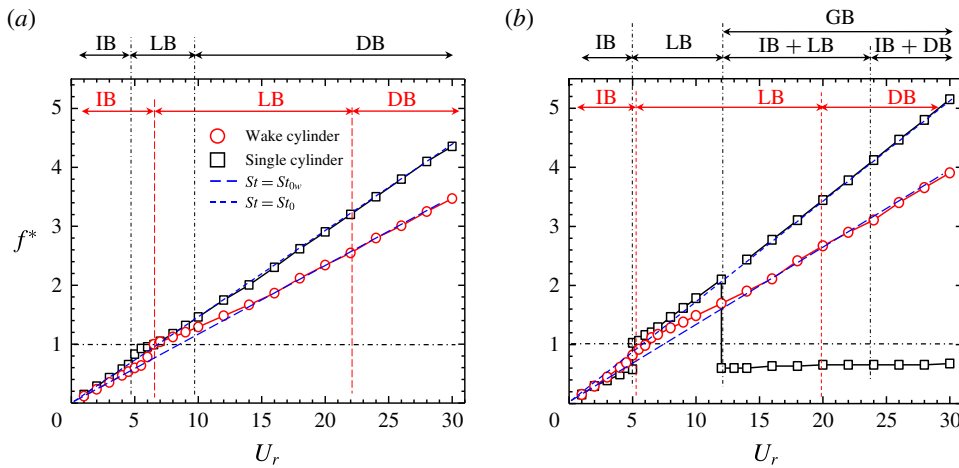 (a)
IB LB DB
IB LB DB
Wake cylinder
Single cylinder
St = St0w
St = St0
5
4
3
2
1
0 5 10 15 20 25 30
f*
Ur
(b)
GB
IB LB IB + LB IB + DB
IB LB DB
5
4
3
2
1
0 5 10 15 20 25 30
Ur